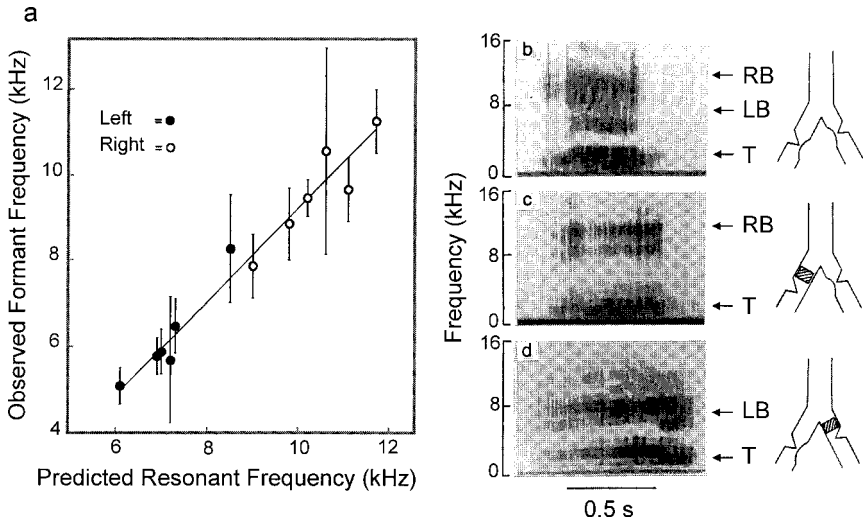 a
Observed Formant Frequency (kHz)
12
10
8
6
4
Left =
Right =
6 8 10 12
Predicted Resonant Frequency (kHz)
Frequency (kHz)
b
16
8
0
RB
LB
T
c
16
8
0
RB
T
d
16
8
0
LB
T
0.5 s